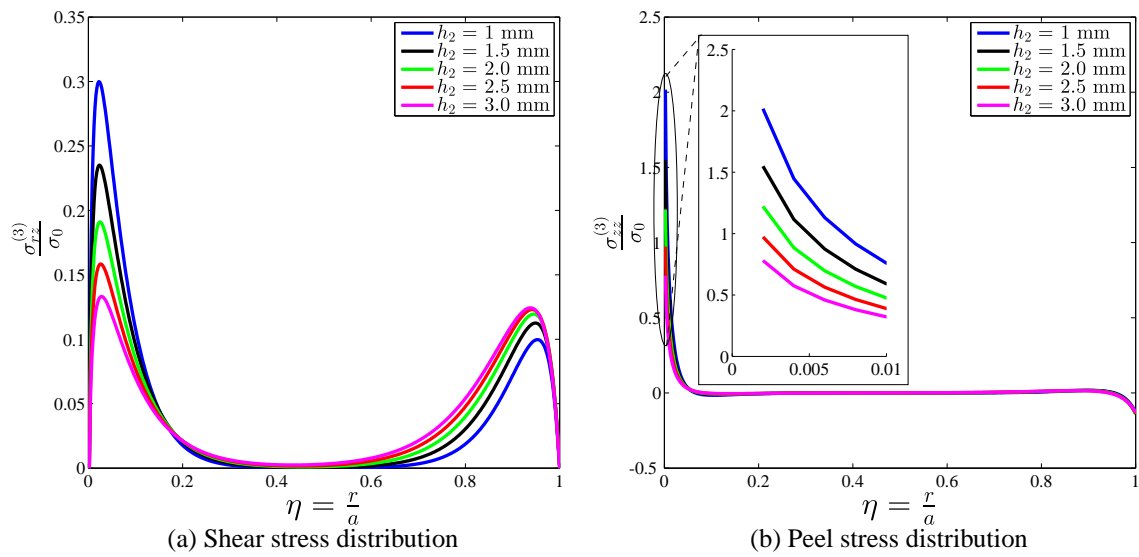 0.35
0.3
0.25
0.2
0.15
0.1
0.05
0
0 0.2 0.4 0.6 0.8 1
σ_{rz}^{(3)}/σ_0
h_2 = 1 mm
h_2 = 1.5 mm
h_2 = 2.0 mm
h_2 = 2.5 mm
h_2 = 3.0 mm
η = r/a
(a) Shear stress distribution
2.5
2
1.5
1
0.5
0
-0.5
0 0.2 0.4 0.6 0.8 1
σ_{zz}^{(3)}/σ_0
2.5
2
1.5
1
0.5
0
0 0.005 0.01
h_2 = 1 mm
h_2 = 1.5 mm
h_2 = 2.0 mm
h_2 = 2.5 mm
h_2 = 3.0 mm
η = r/a
(b) Peel stress distribution